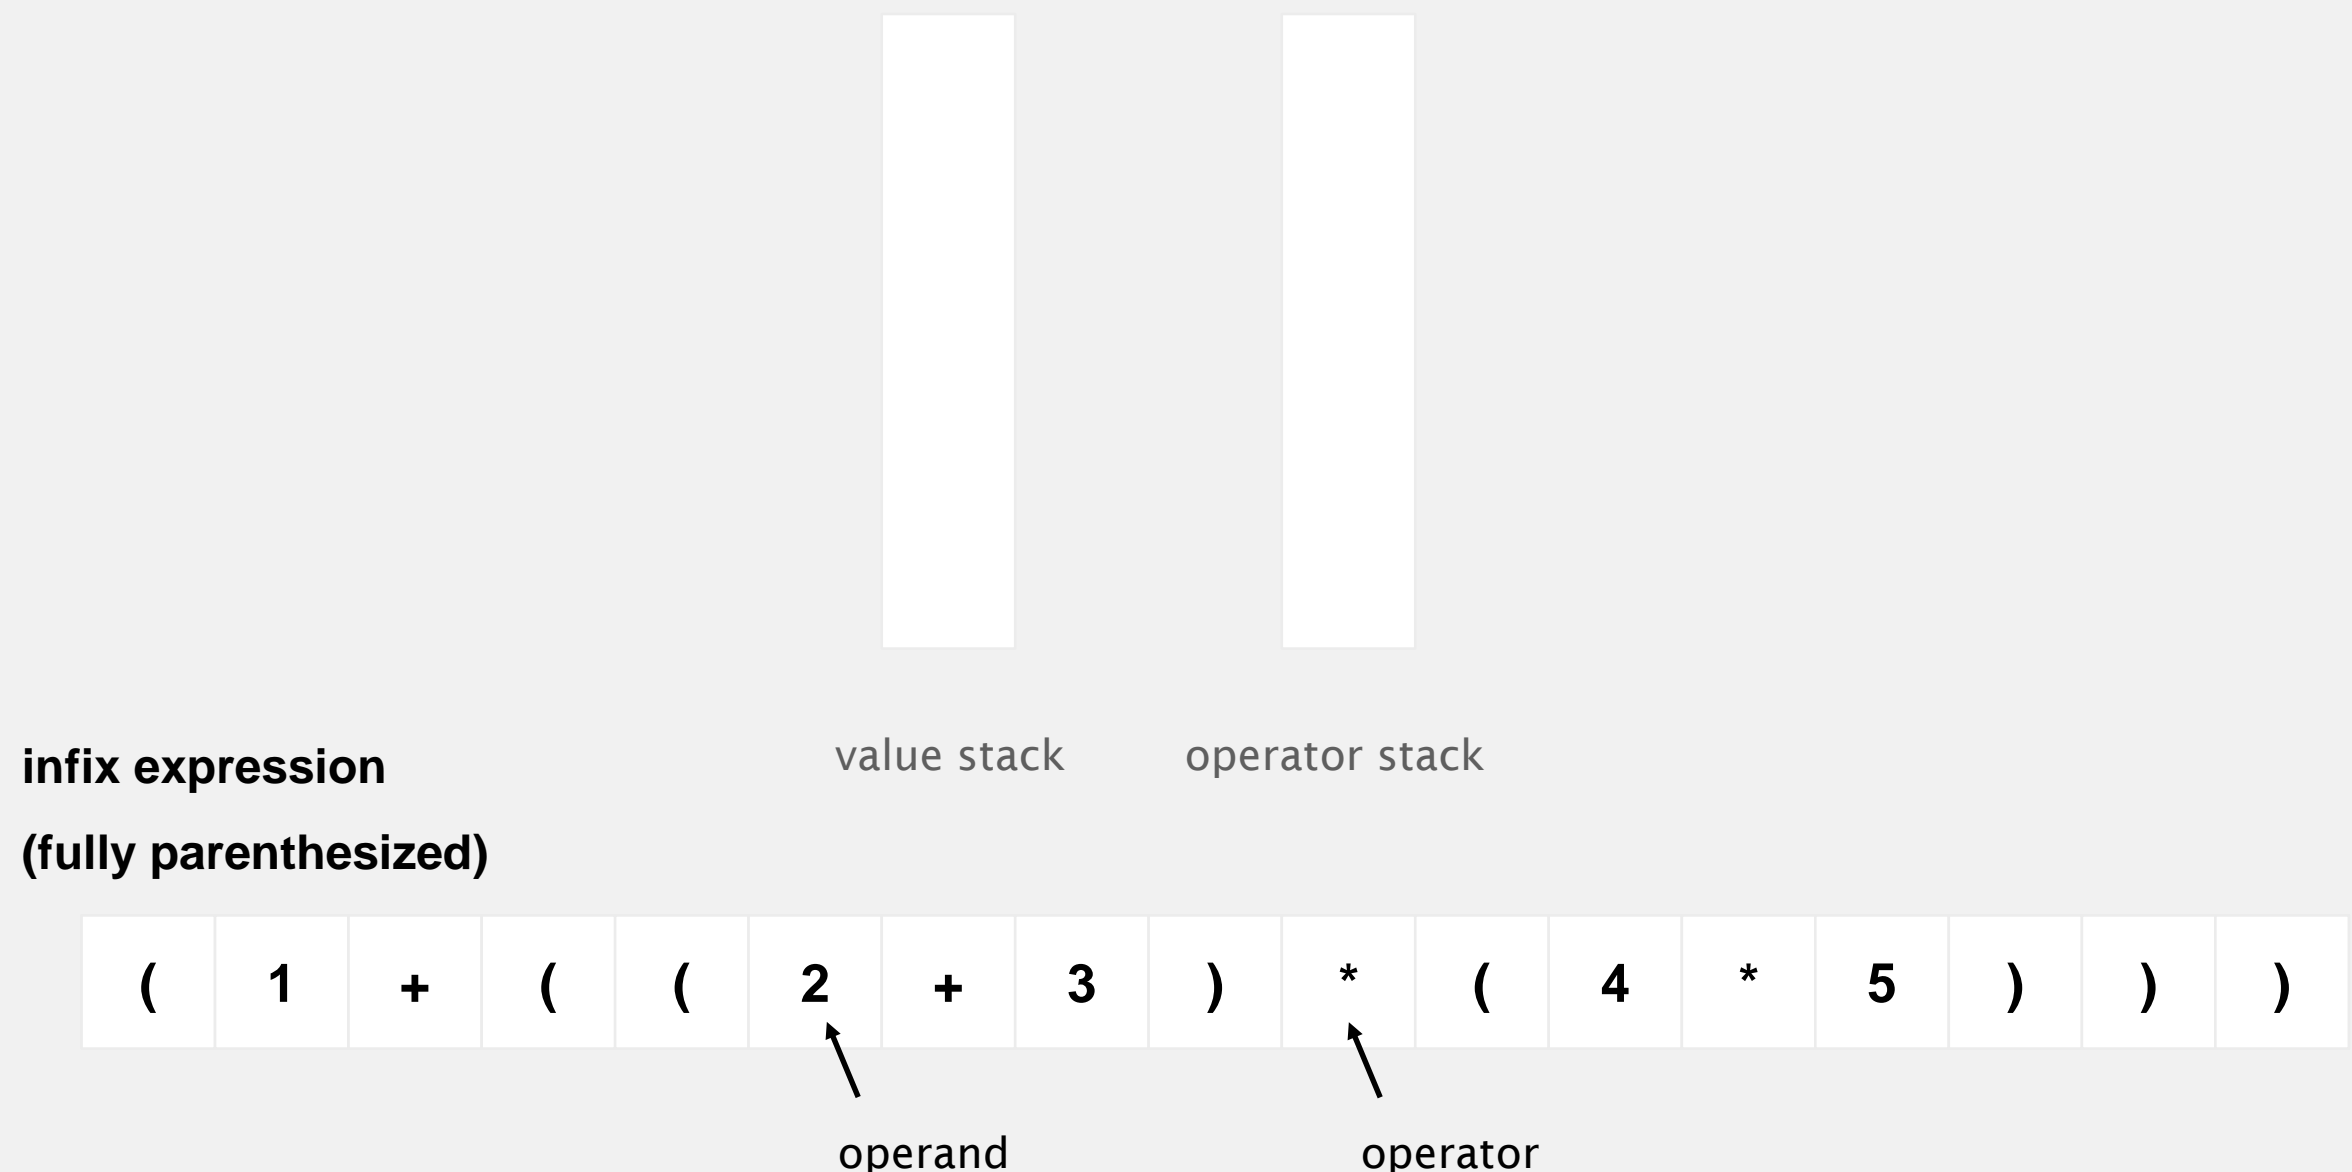 value stack operator stack
infix expression
(fully parenthesized)
( 1 + ( ( 2 + 3 ) * ( 4 * 5 ) ) )
operand operator